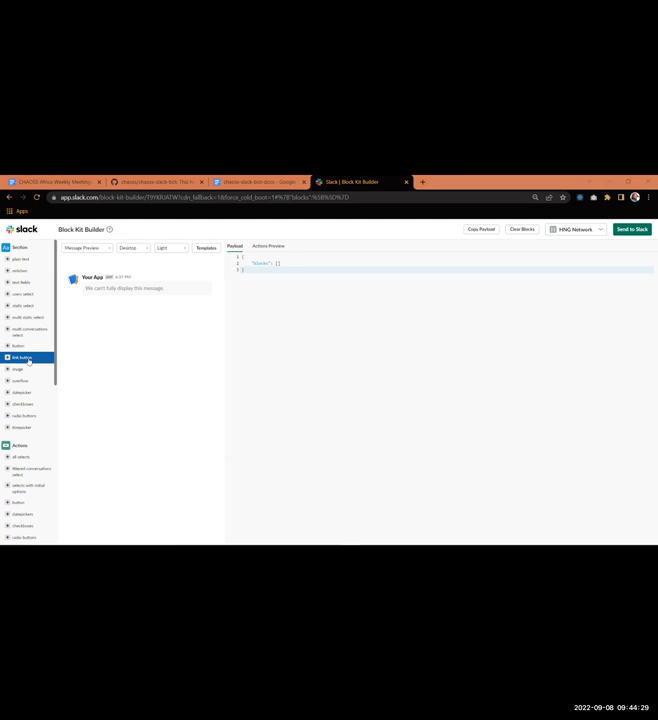 CHAOSS Africa Weekly Meeting
chaoss/chaoss-slack-bot: This
chaoss-slack-bot-docs - Google
Slack | Block Kit Builder
app.slack.com/block-kit-builder/T9YKRUATW?cdn_fallback=1&force_cold_boot=1#%7B"blocks":%5B%5D%7D
Apps
slack
Block Kit Builder
Copy Payload
Clear Blocks
HNG Network
Send to Slack
Section
plain text
mrkdwn
text fields
users select
static select
multi static select
multi conversations
select
button
link button
image
overflow
datepicker
checkboxes
radio buttons
timepicker
Actions
all selects
filtered conversations
select
selects with initial
options
button
datepickers
checkboxes
radio buttons
Message Preview
Desktop
Light
Templates
Your App APP 6:37 PM
We can't fully display this message.
Payload
Actions Preview
1 {
2 "blocks": []
3 }
2022-09-08 09:44:29